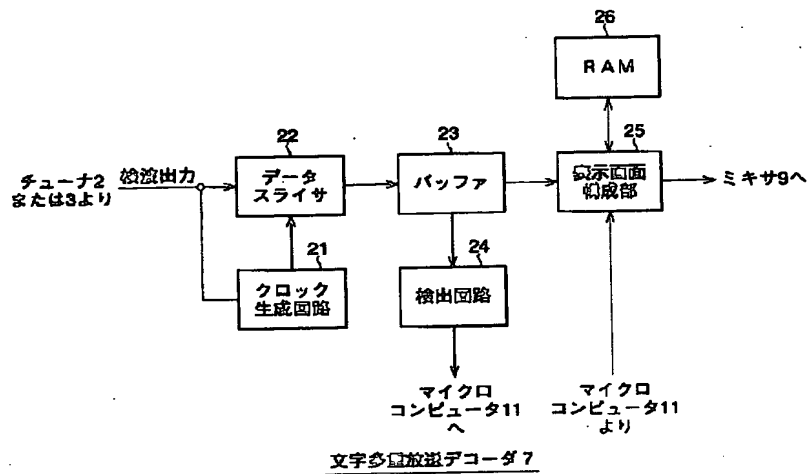 26
RAM
22
データ
スライサ
23
バッファ
25
表示画面
構成部
チューナ2
または3より
検波出力
ミキサ9へ
21
クロック
生成回路
24
検出回路
マイクロ
コンピュータ11
へ
マイクロ
コンピュータ11
より
文字多重放送デコーダ7